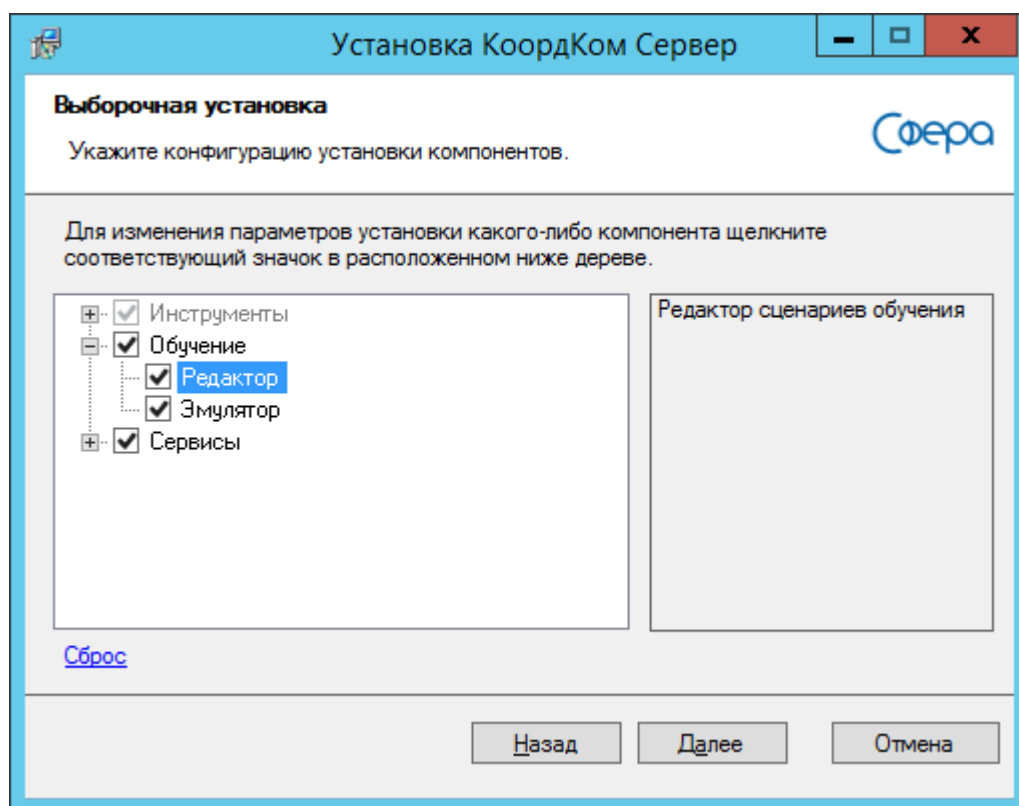 Установка КоордКом Сервер
Выборочная установка
Укажите конфигурацию установки компонентов.
Сфера
Для изменения параметров установки какого-либо компонента щелкните
соответствующий значок в расположенном ниже дереве.
Инструменты
Обучение
Редактор
Эмулятор
Сервисы
Редактор сценариев обучения
Сброс
Назад
Далее
Отмена